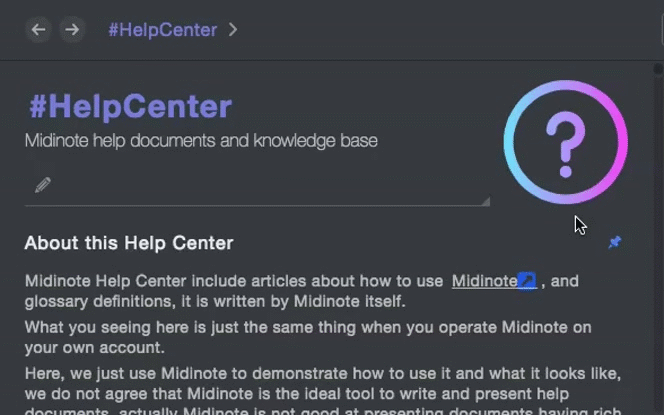 #HelpCenter
#HelpCenter
Midinote help documents and knowledge base
About this Help Center
Midinote Help Center include articles about how to use Midinote , and
glossary definitions, it is written by Midinote itself.
What you seeing here is just the same thing when you operate Midinote on
your own account.
Here, we just use Midinote to demonstrate how to use it and what it looks like,
we do not agree that Midinote is the ideal tool to write and present help
documents, actually Midinote is not good at presenting documents having rich